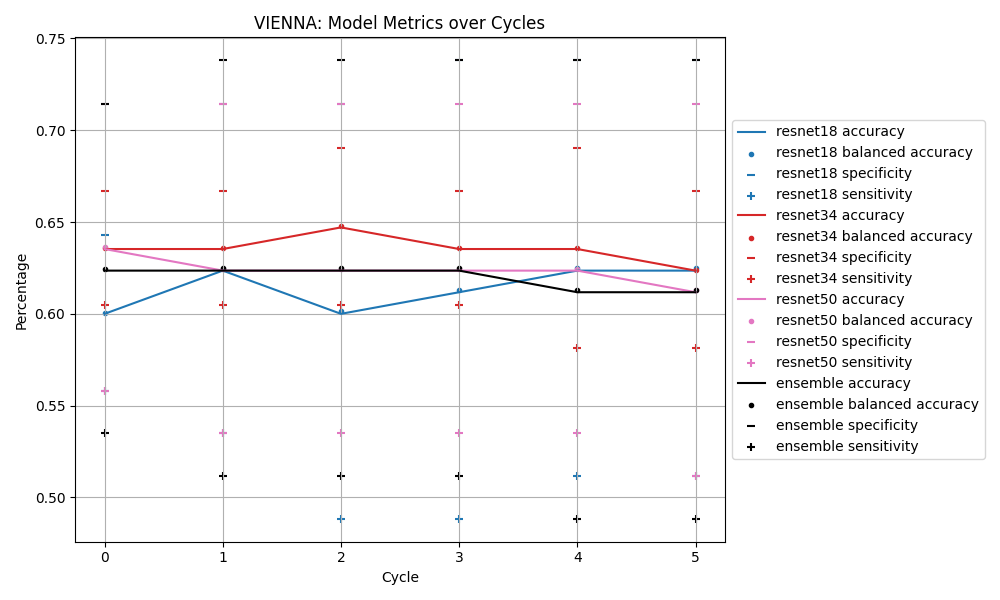 VIENNA: Model Metrics over Cycles
0.75
0.70
0.65
0.60
0.55
0.50
Percentage
0 1 2 3 4 5
Cycle
resnet18 accuracy
resnet18 balanced accuracy
resnet18 specificity
resnet18 sensitivity
resnet34 accuracy
resnet34 balanced accuracy
resnet34 specificity
resnet34 sensitivity
resnet50 accuracy
resnet50 balanced accuracy
resnet50 specificity
resnet50 sensitivity
ensemble accuracy
ensemble balanced accuracy
ensemble specificity
ensemble sensitivity